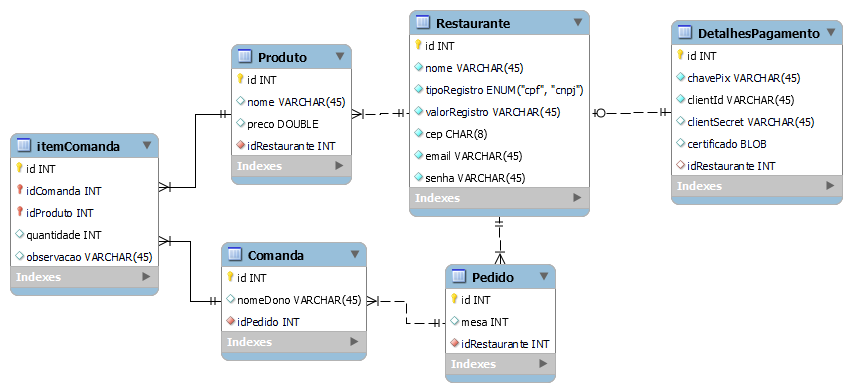 Restaurante
id INT
nome VARCHAR(45)
tipoRegistro ENUM("cpf", "cnpj")
valorRegistro VARCHAR(45)
cep CHAR(8)
email VARCHAR(45)
senha VARCHAR(45)
Indexes
DetalhesPagamento
id INT
chavePix VARCHAR(45)
clientId VARCHAR(45)
clientSecret VARCHAR(45)
certificado BLOB
idRestaurante INT
Indexes
Produto
id INT
nome VARCHAR(45)
preco DOUBLE
idRestaurante INT
Indexes
itemComanda
id INT
idComanda INT
idProduto INT
quantidade INT
observacao VARCHAR(45)
Indexes
Comanda
id INT
nomeDono VARCHAR(45)
idPedido INT
Indexes
Pedido
id INT
mesa INT
idRestaurante INT
Indexes